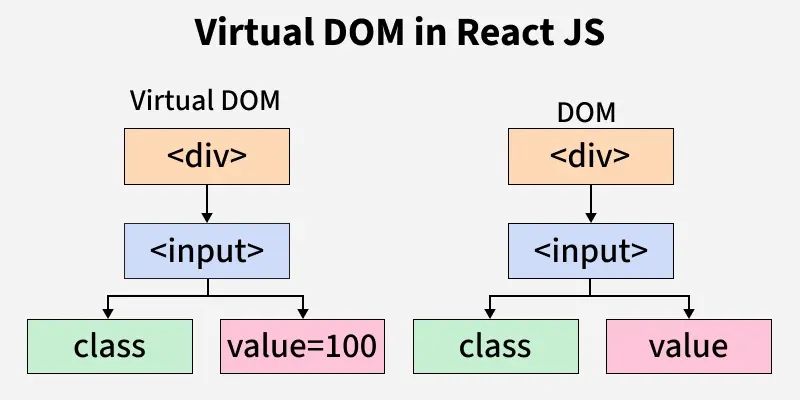 Virtual DOM in React JS
Virtual DOM
<div>
<input>
class
value=100
DOM
<div>
<input>
class
value